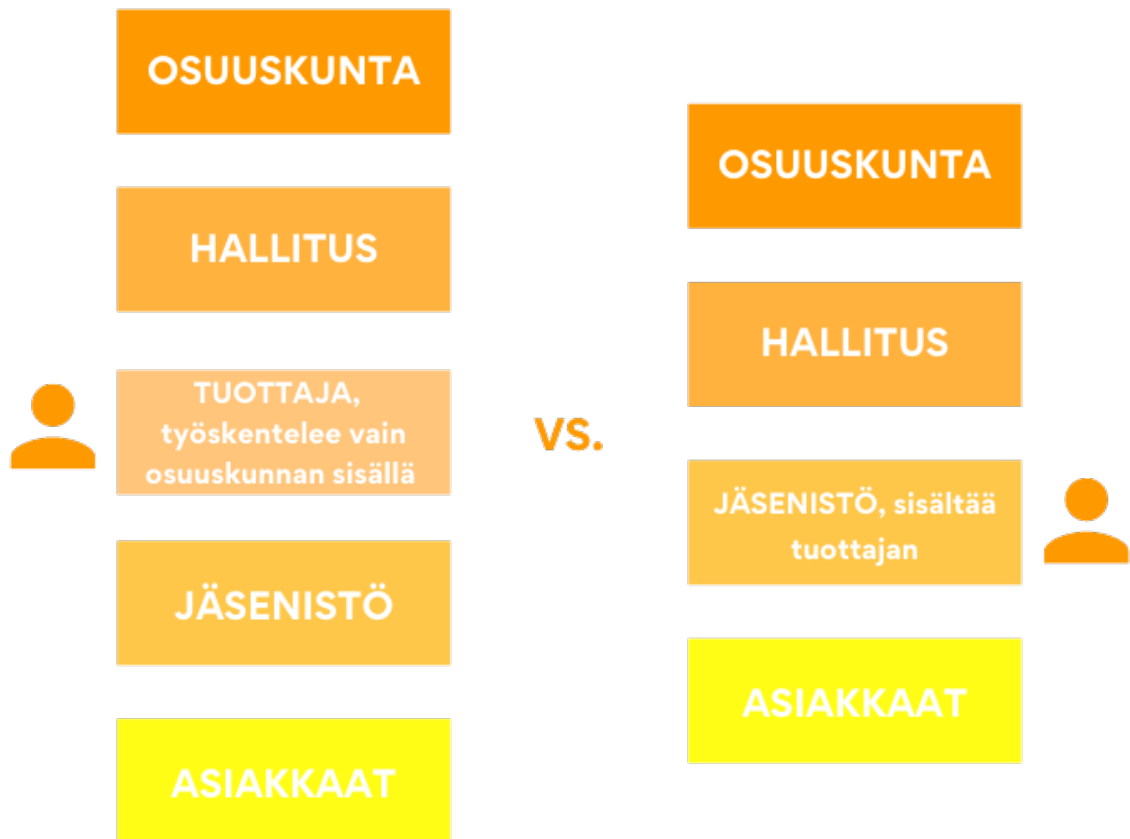 OSUUSKUNTA
HALLITUS
TUOTTAJA,
työskentelee vain
osuuskunnan sisällä
JÄSENISTÖ
ASIAKKAAT
VS.
OSUUSKUNTA
HALLITUS
JÄSENISTÖ, sisältää
tuottajan
ASIAKKAAT